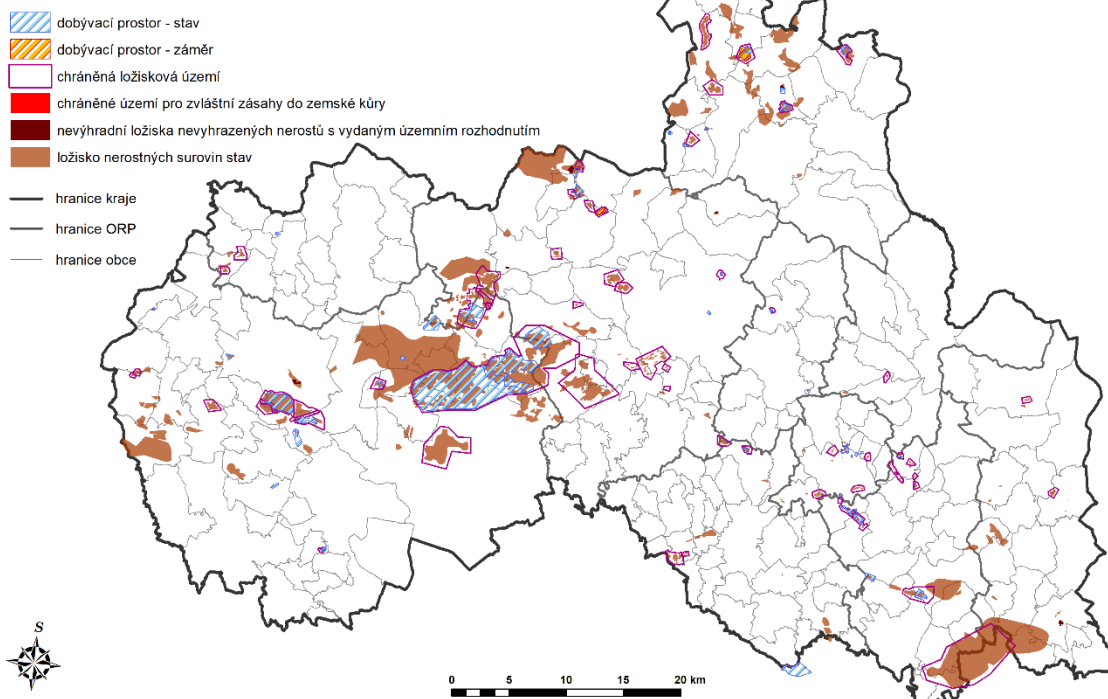 dobývací prostor - stav
dobývací prostor - záměr
chráněná ložisková území
chráněné území pro zvláštní zásahy do zemské kůry
nevýhradní ložiska nevyhrazených nerostů s vydaným územním rozhodnutím
ložisko nerostných surovin stav
hranice kraje
hranice ORP
hranice obce
S
0 5 10 15 20 km